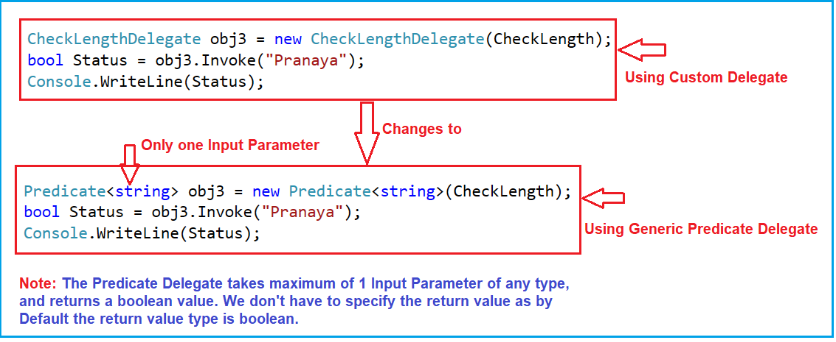 CheckLengthDelegate obj3 = new CheckLengthDelegate(CheckLength);
bool Status = obj3.Invoke("Pranaya");
Console.WriteLine(Status);
Using Custom Delegate
Changes to
Only one Input Parameter
Predicate<string> obj3 = new Predicate<string>(CheckLength);
bool Status = obj3.Invoke("Pranaya");
Console.WriteLine(Status);
Using Generic Predicate Delegate
Note: The Predicate Delegate takes maximum of 1 Input Parameter of any type,
and returns a boolean value. We don't have to specify the return value as by
Default the return value type is boolean.